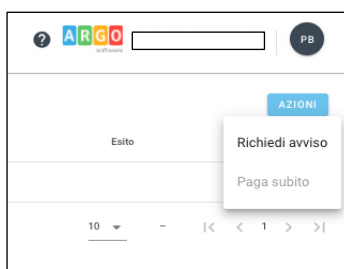 ? ARGO software PB
AZIONI
Esito
Richiedi avviso
Paga subito
10 – |< < 1 > >|